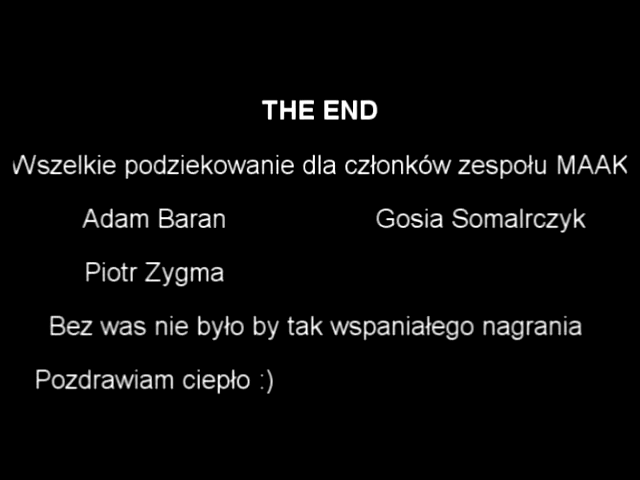 THE END
Wszelkie podziekowanie dla członków zespołu MAAK
Adam Baran Gosia Somalrczyk
Piotr Zygma
Bez was nie było by tak wspaniałego nagrania
Pozdrawiam ciepło :)